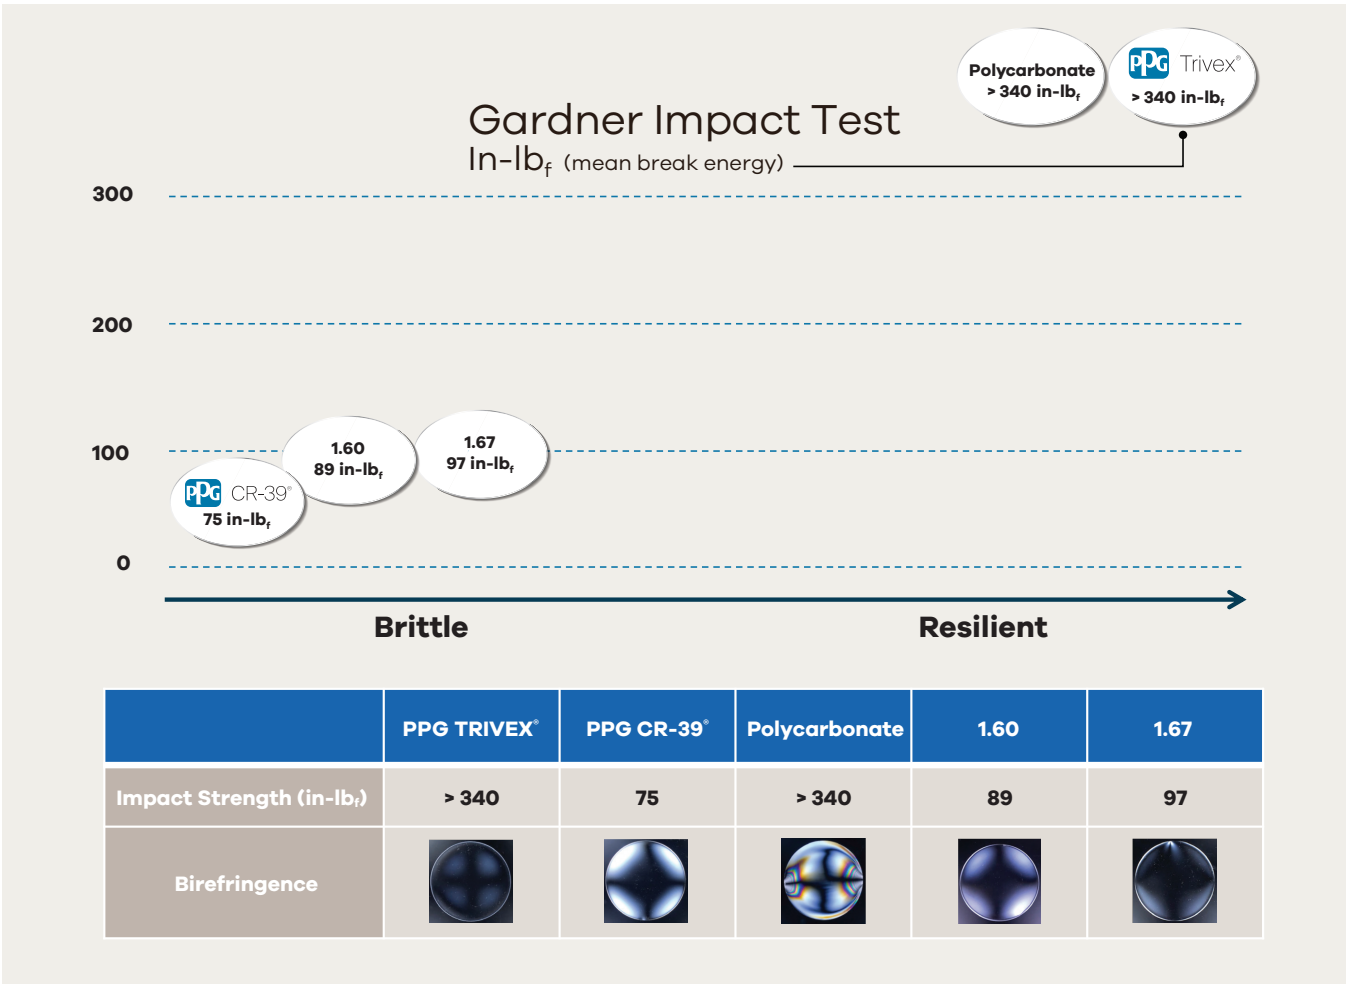 Polycarbonate
> 340 in-lbf
PPG Trivex®
> 340 in-lbf
Gardner Impact Test
In-lbf (mean break energy)
300
200
100
0
1.60
89 in-lbf
1.67
97 in-lbf
PPG CR-39®
75 in-lbf
Brittle
Resilient
PPG TRIVEX® PPG CR-39® Polycarbonate 1.60 1.67
Impact Strength (in-lbf) > 340 75 > 340 89 97
Birefringence